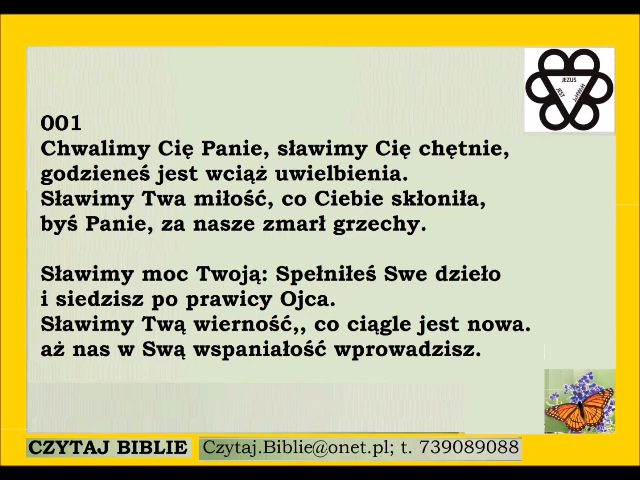 JEZUS
JEST
001
Chwalimy Cię Panie, sławimy Cię chętnie,
godzieneś jest wciąż uwielbienia.
Sławimy Twa miłość, co Ciebie skłoniła,
byś Panie, za nasze zmarł grzechy.
Sławimy moc Twoją: Spełniłeś Swe dzieło
i siedzisz po prawicy Ojca.
Sławimy Twą wierność,, co ciągle jest nowa.
aż nas w Swą wspaniałość wprowadzisz.
CZYTAJ BIBLIE
Czytaj.Biblie@onet.pl; t. 739089088